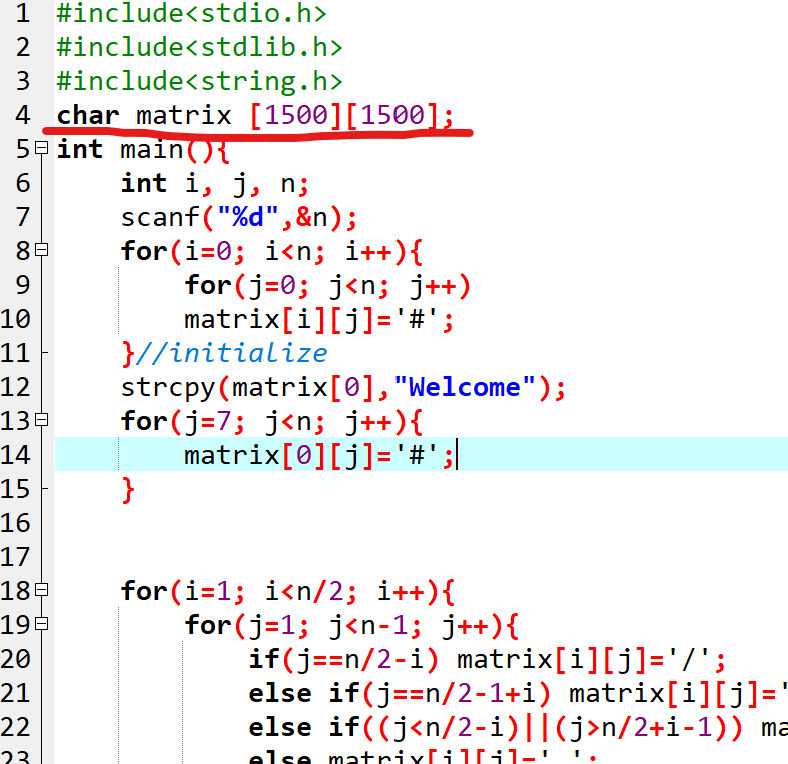 1 #include<stdio.h>
2 #include<stdlib.h>
3 #include<string.h>
4 char matrix [1500][1500];
5 int main(){
6 int i, j, n;
7 scanf("%d",&n);
8 for(i=0; i<n; i++){
9 for(j=0; j<n; j++)
10 matrix[i][j]='#';
11 }//initialize
12 strcpy(matrix[0],"Welcome");
13 for(j=7; j<n; j++){
14 matrix[0][j]='#';
15 }
16
17
18 for(i=1; i<n/2; i++){
19 for(j=1; j<n-1; j++){
20 if(j==n/2-i) matrix[i][j]='/';
21 else if(j==n/2-1+i) matrix[i][j]='
22 else if((j<n/2-i)||(j>n/2+i-1)) ma
23 else matrix[i][j]=' ';